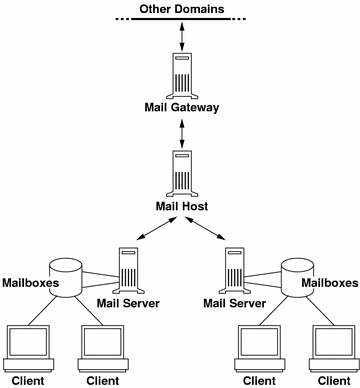 Other Domains
Mail Gateway
Mail Host
Mailboxes
Mail Server
Mail Server
Mailboxes
Client
Client
Client
Client